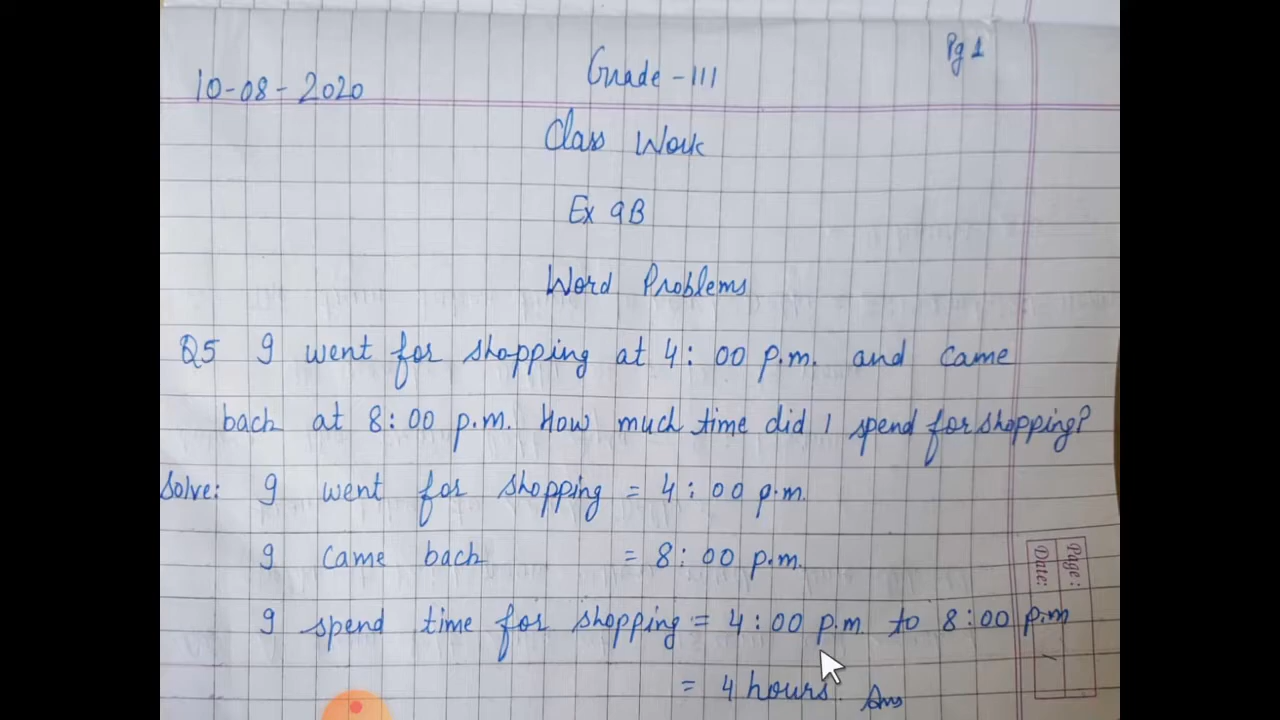 Pg 1
10-08-2020 Grade - III
Class Work
Ex 9B
Word Problems
Q5 I went for shopping at 4:00 p.m. and came
back at 8:00 p.m. How much time did I spend for shopping?
Solve: I went for shopping = 4:00 p.m.
I came back = 8:00 p.m.
I spend time for shopping = 4:00 p.m. to 8:00 p.m
= 4 hours. Ans
Page:
Date: